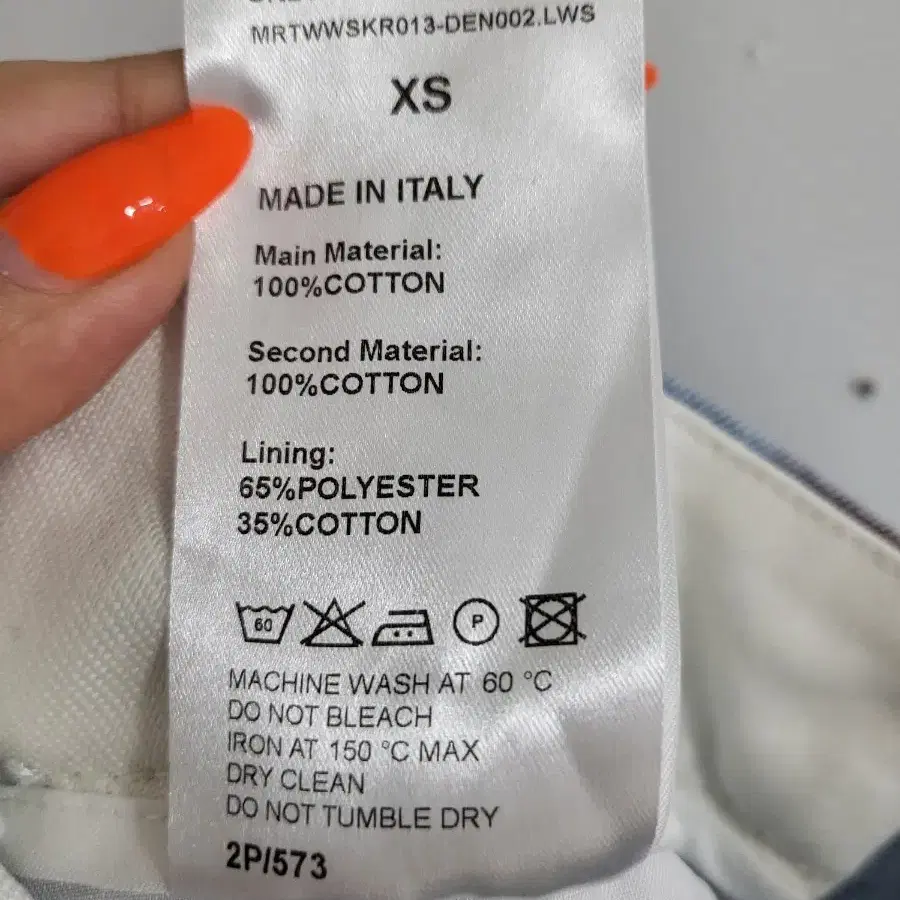 MRTWWSKR013-DEN002.LWS
XS
MADE IN ITALY
Main Material:
100%COTTON
Second Material:
100%COTTON
Lining:
65%POLYESTER
35%COTTON
60 P
MACHINE WASH AT 60 °C
DO NOT BLEACH
IRON AT 150 °C MAX
DRY CLEAN
DO NOT TUMBLE DRY
2P/573